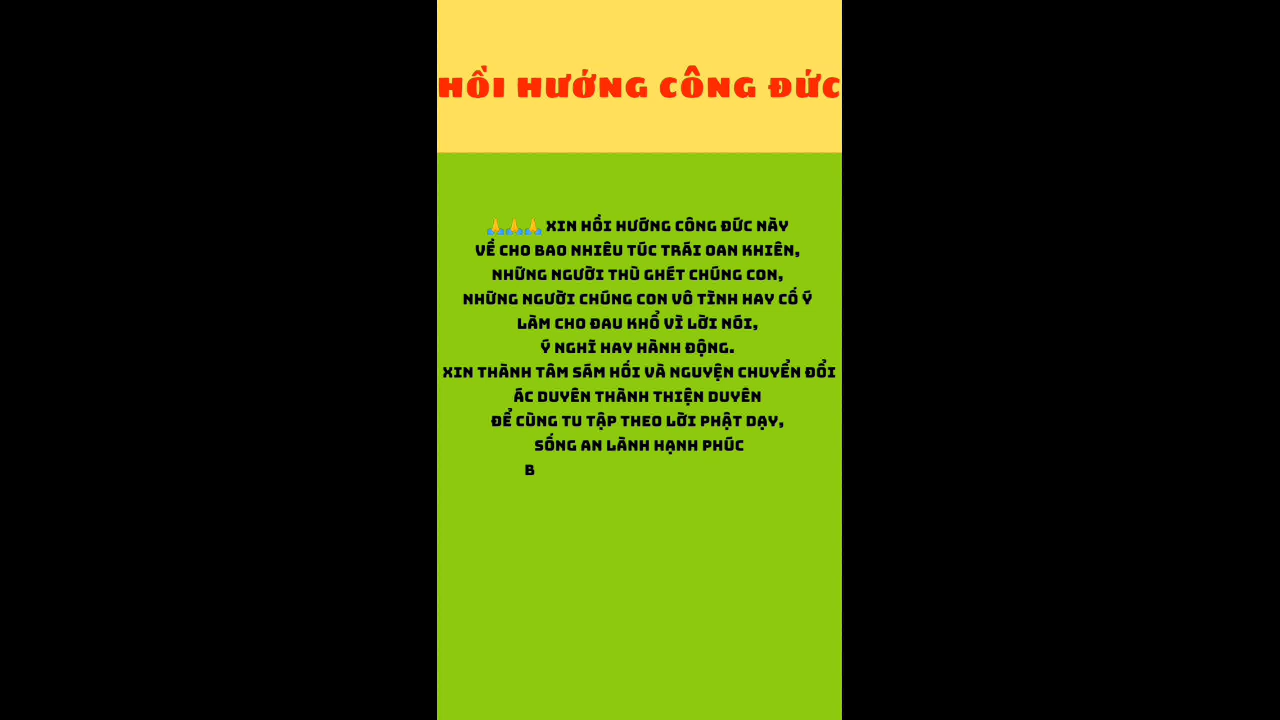 HỒI HƯỚNG CÔNG ĐỨC
🙏🙏🙏 XIN HỒI HƯỚNG CÔNG ĐỨC NÀY
VỀ CHO BAO NHIÊU TÚC TRÁI OAN KHIÊN,
NHỮNG NGƯỜI THÙ GHÉT CHÚNG CON,
NHỮNG NGƯỜI CHÚNG CON VÔ TÌNH HAY CỐ Ý
LÀM CHO ĐAU KHỔ VÌ LỜI NÓI,
Ý NGHĨ HAY HÀNH ĐỘNG.
XIN THÀNH TÂM SÁM HỐI VÀ NGUYỆN CHUYỂN ĐỔI
ÁC DUYÊN THÀNH THIỆN DUYÊN
ĐỂ CÙNG TU TẬP THEO LỜI PHẬT DẠY,
SỐNG AN LÀNH HẠNH PHÚC
B